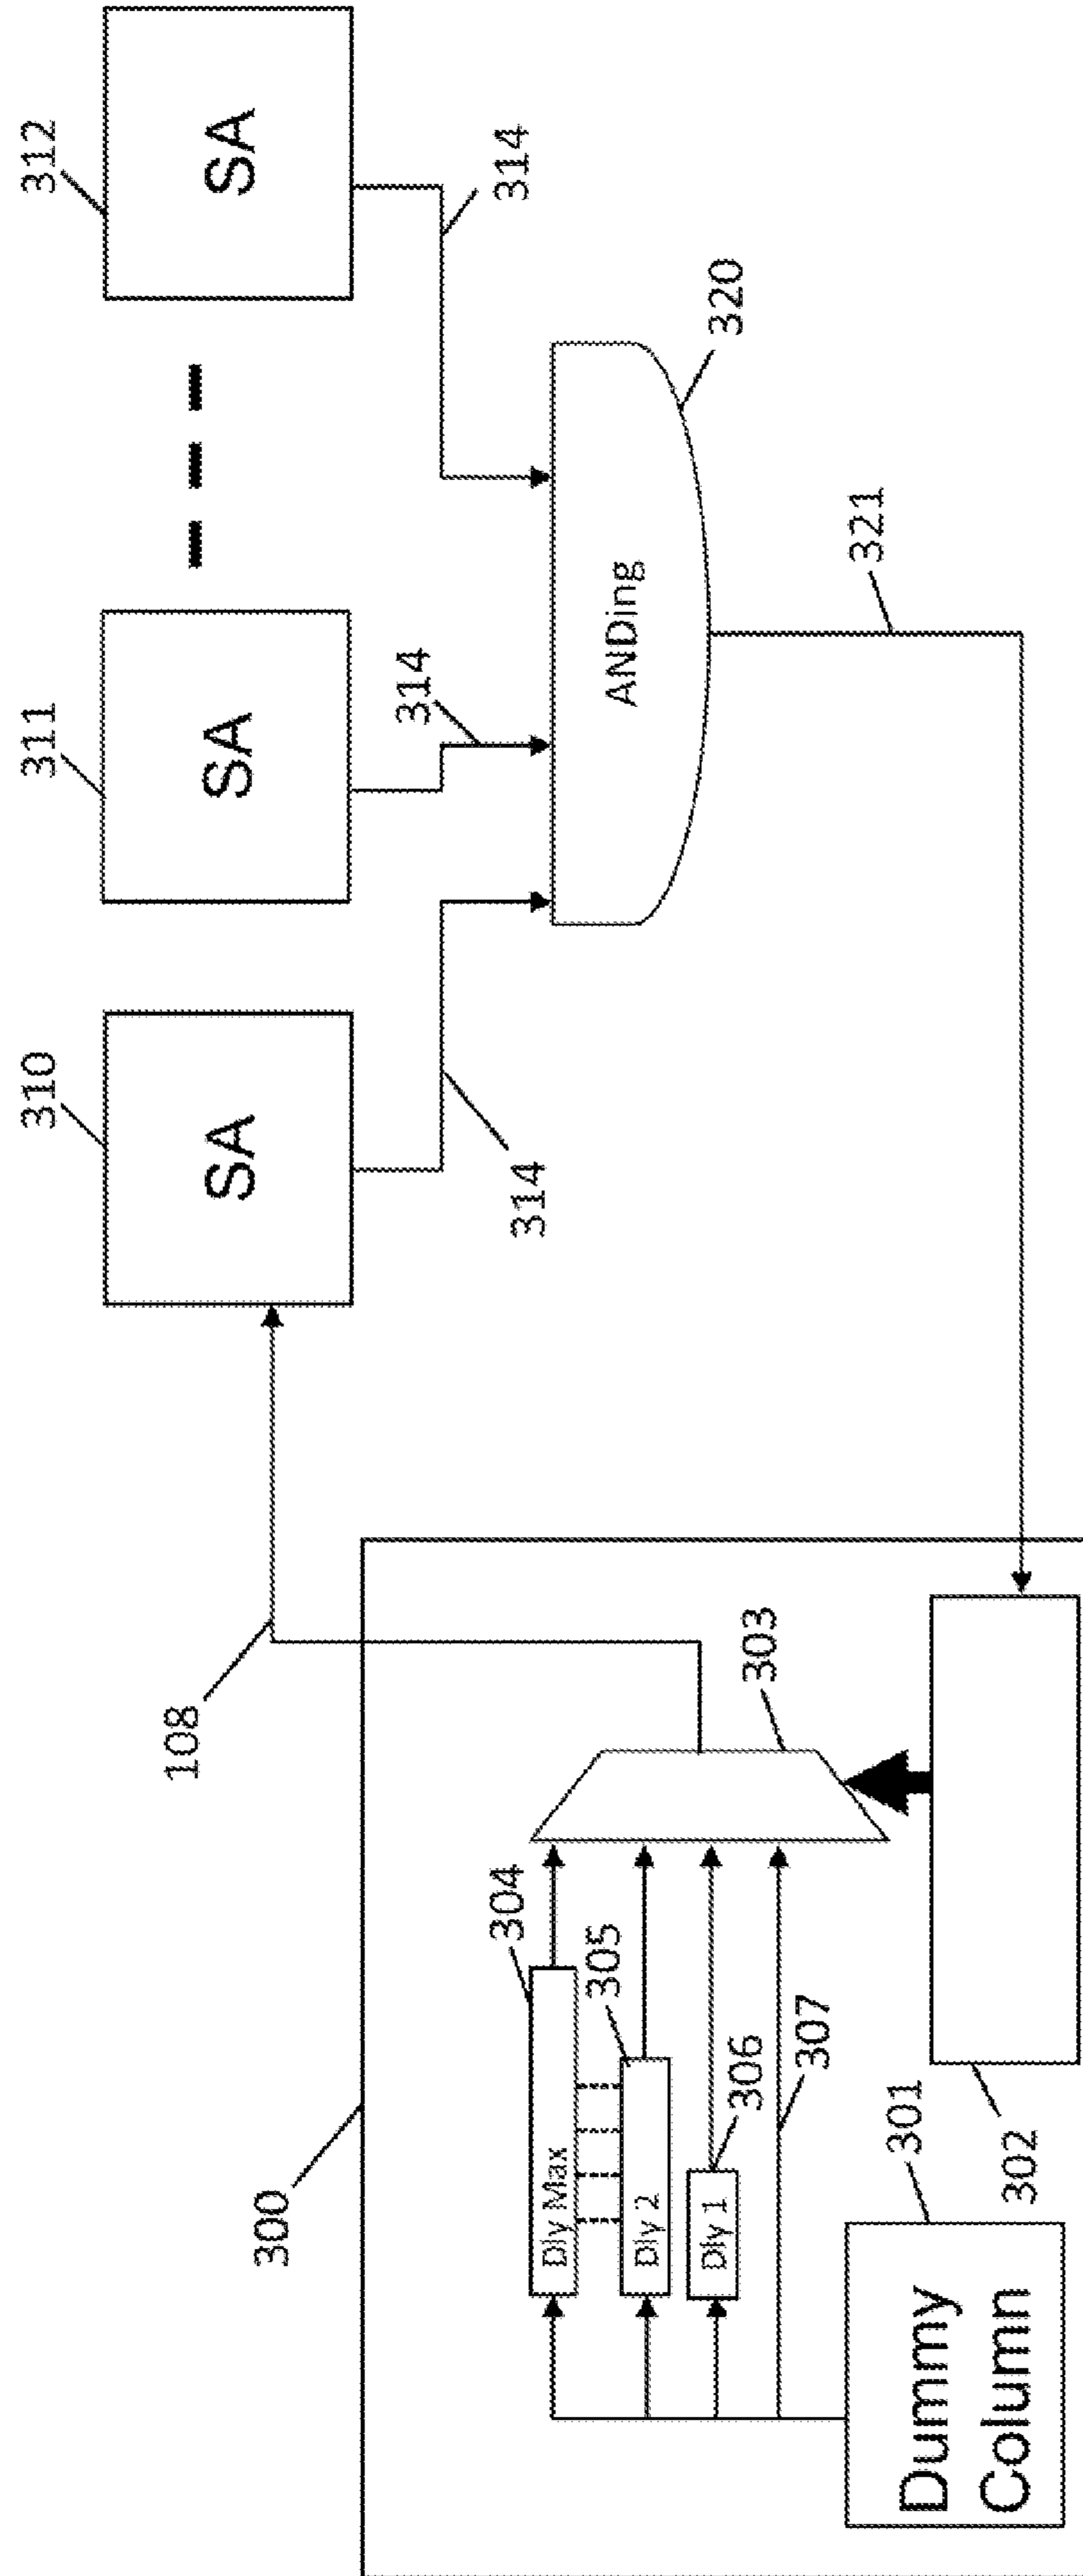 310
SA
311
SA
312
SA
108
314
314
314
ANDing
320
321
300
304
Dly Max
305
Dly 2
306
Dly 1
307
303
301
Dummy
Column
302